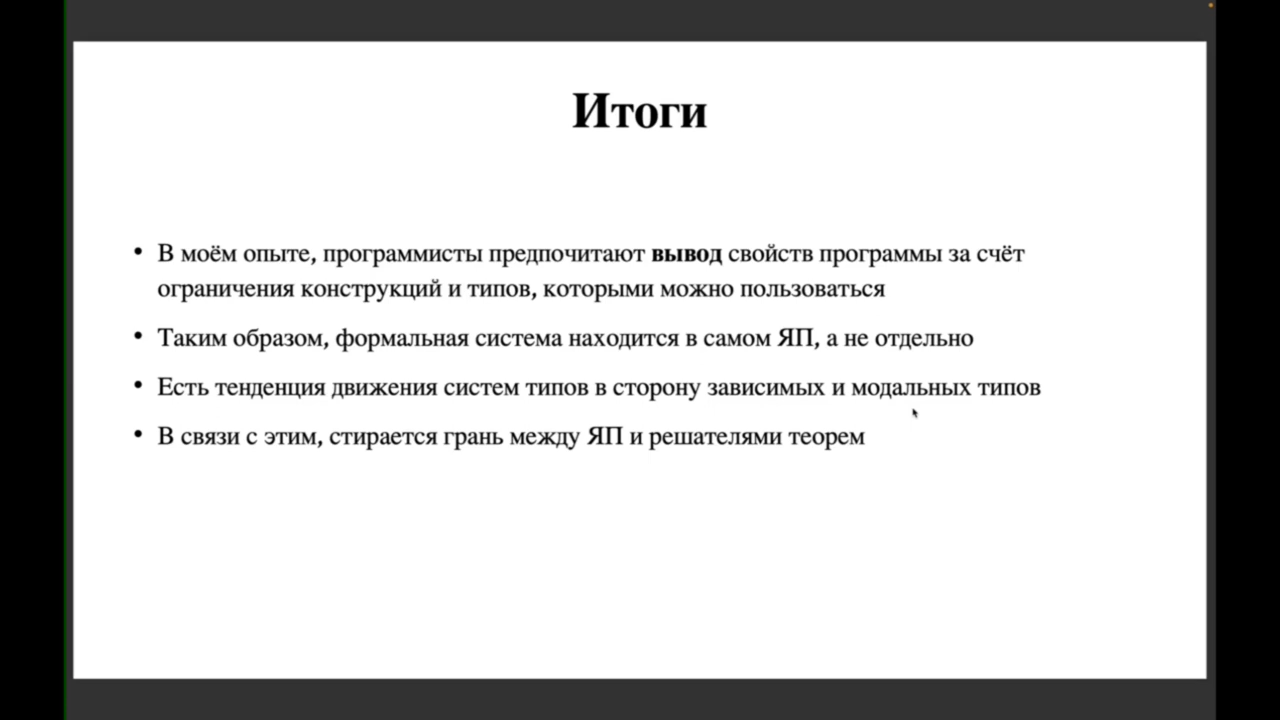 Итоги
• В моём опыте, программисты предпочитают вывод свойств программы за счёт
ограничения конструкций и типов, которыми можно пользоваться
• Таким образом, формальная система находится в самом ЯП, а не отдельно
• Есть тенденция движения систем типов в сторону зависимых и модальных типов
• В связи с этим, стирается грань между ЯП и решателями теорем